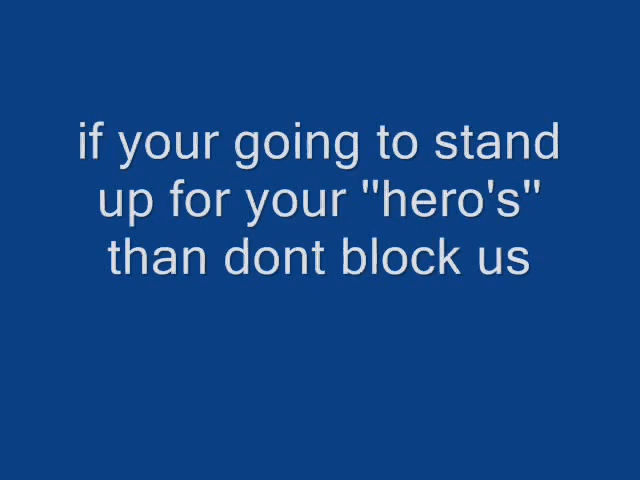 if your going to stand
up for your "hero's"
than dont block us